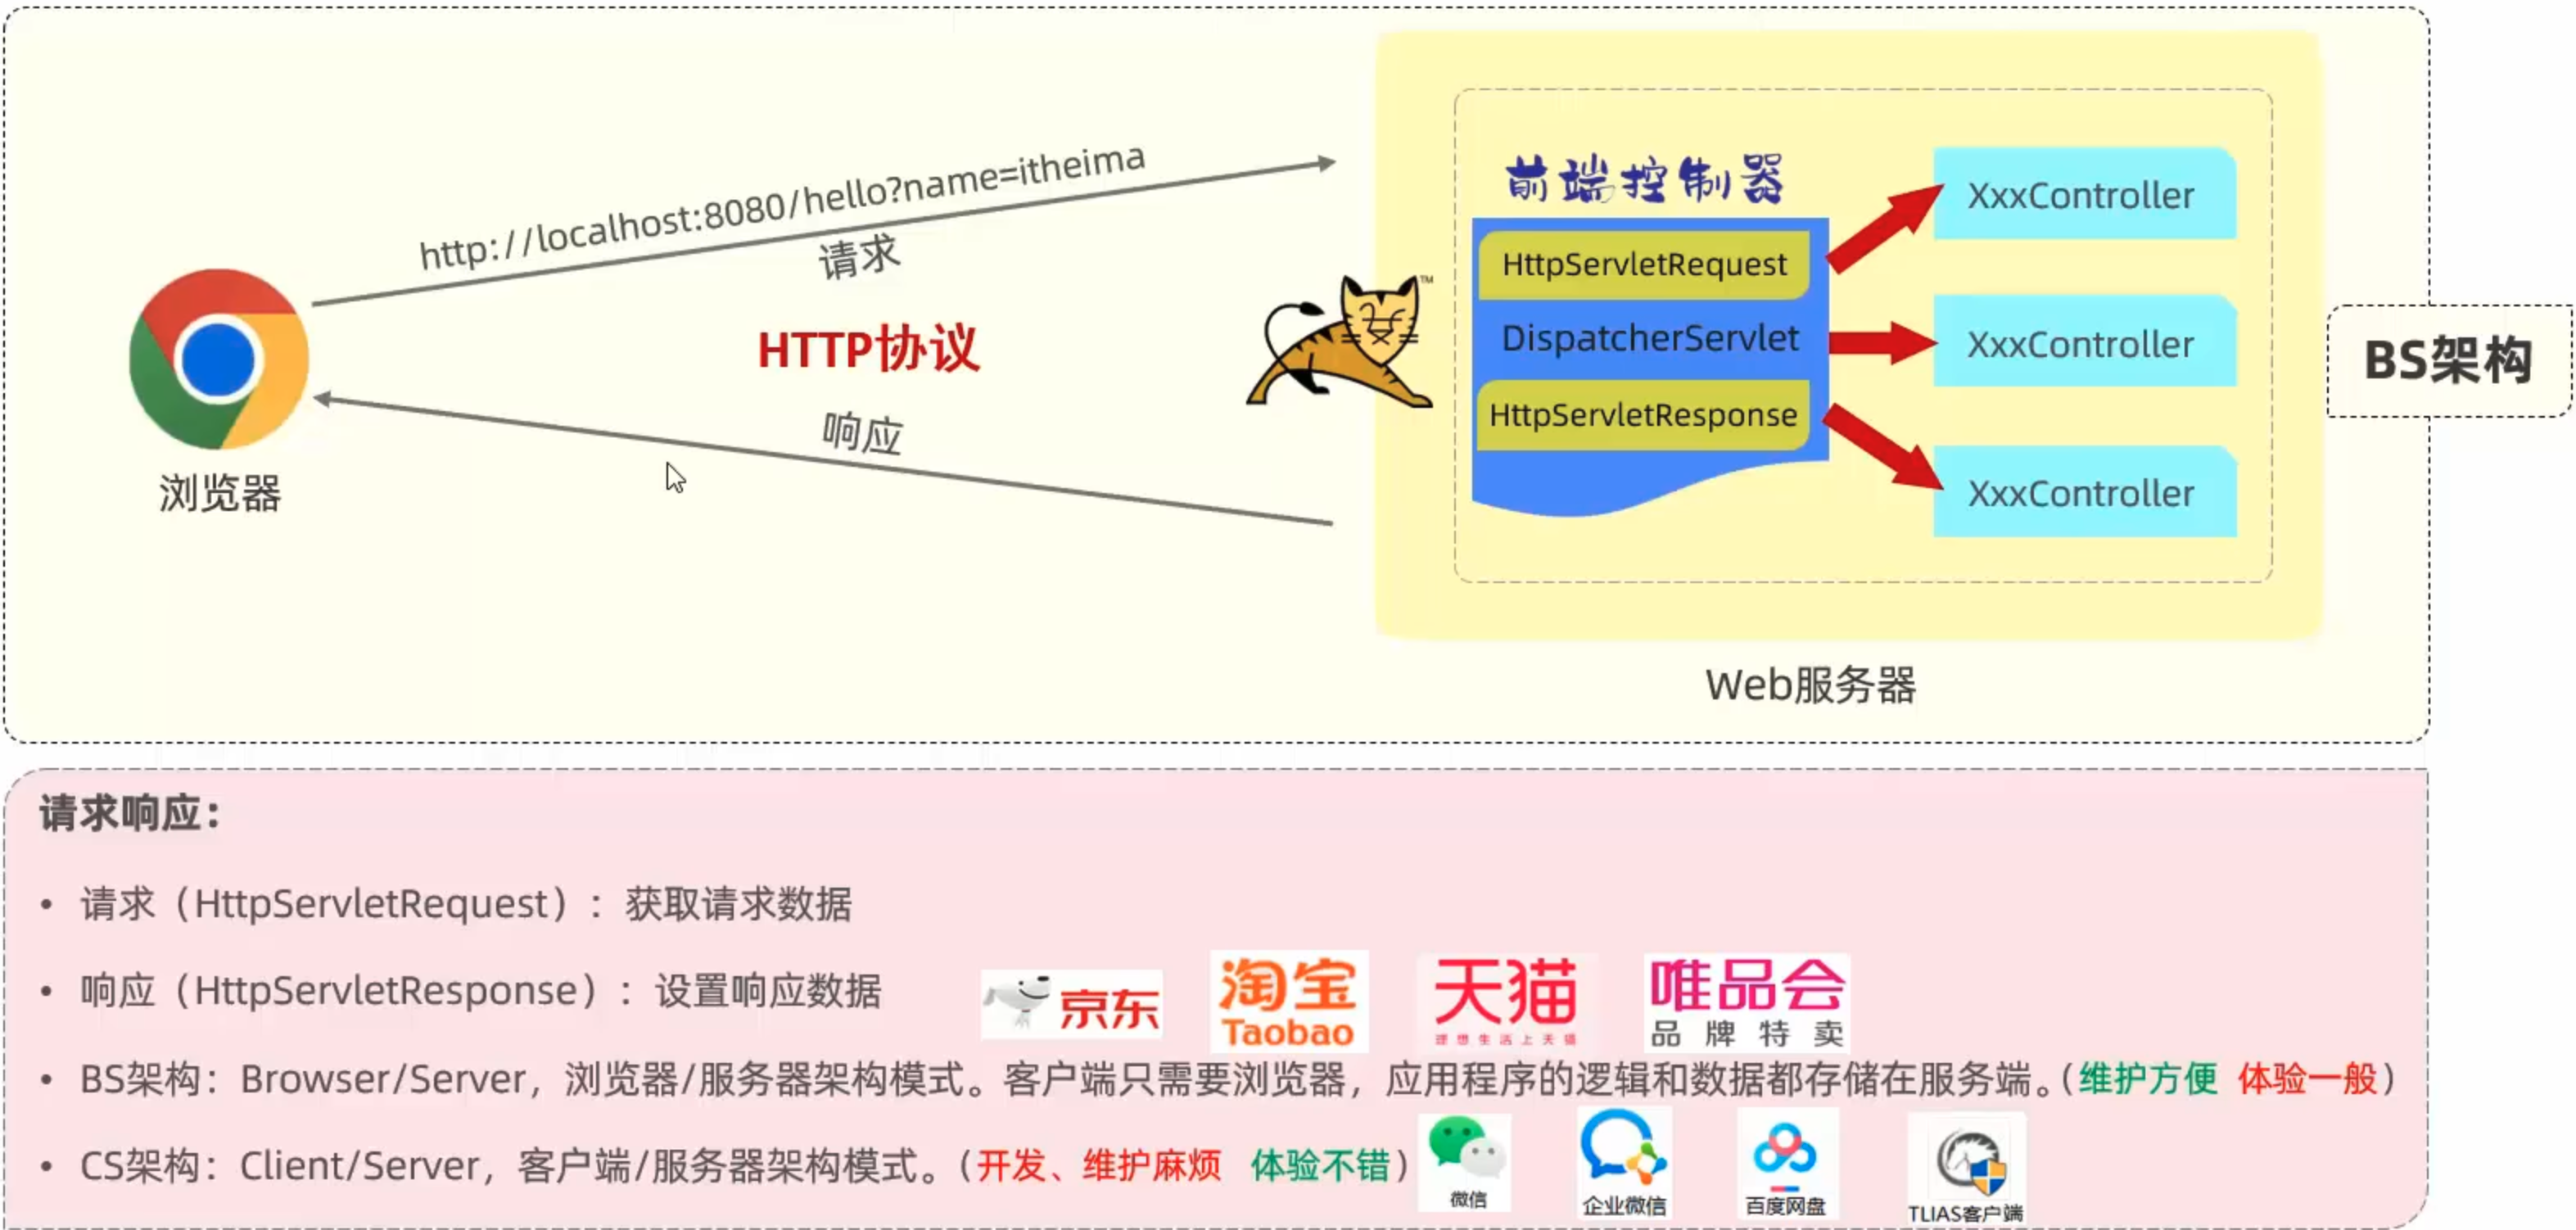 http://localhost:8080/hello?name=itheima
请求
HTTP协议
响应
浏览器
前端控制器
HttpServletRequest
DispatcherServlet
HttpServletResponse
XxxController
XxxController
XxxController
TM
Web服务器
BS架构
请求响应：
• 请求（HttpServletRequest）：获取请求数据
• 响应（HttpServletResponse）：设置响应数据
京东
淘宝
Taobao
天猫
理想生活上天猫
唯品会
品牌特卖
• BS架构：Browser/Server，浏览器/服务器架构模式。客户端只需要浏览器，应用程序的逻辑和数据都存储在服务端。（维护方便 体验一般）
• CS架构：Client/Server，客户端/服务器架构模式。（开发、维护麻烦 体验不错）
微信
企业微信
百度网盘
TLIAS客户端